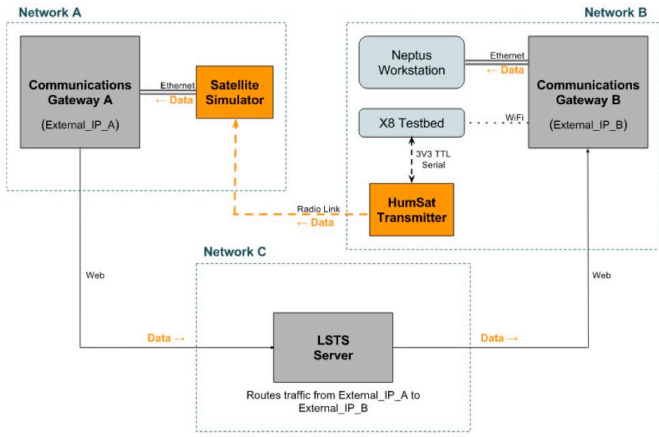 Network A
Communications
Gateway A
(External_IP_A)
Ethernet
← Data
Satellite
Simulator
Network B
Neptus
Workstation
Ethernet
← Data
Communications
Gateway B
(External_IP_B)
X8 Testbed
WiFi
3V3 TTL
Serial
HumSat
Transmitter
Radio Link
← Data
Network C
Web
Web
Data →
LSTS
Server
Data →
Routes traffic from External_IP_A to
External_IP_B